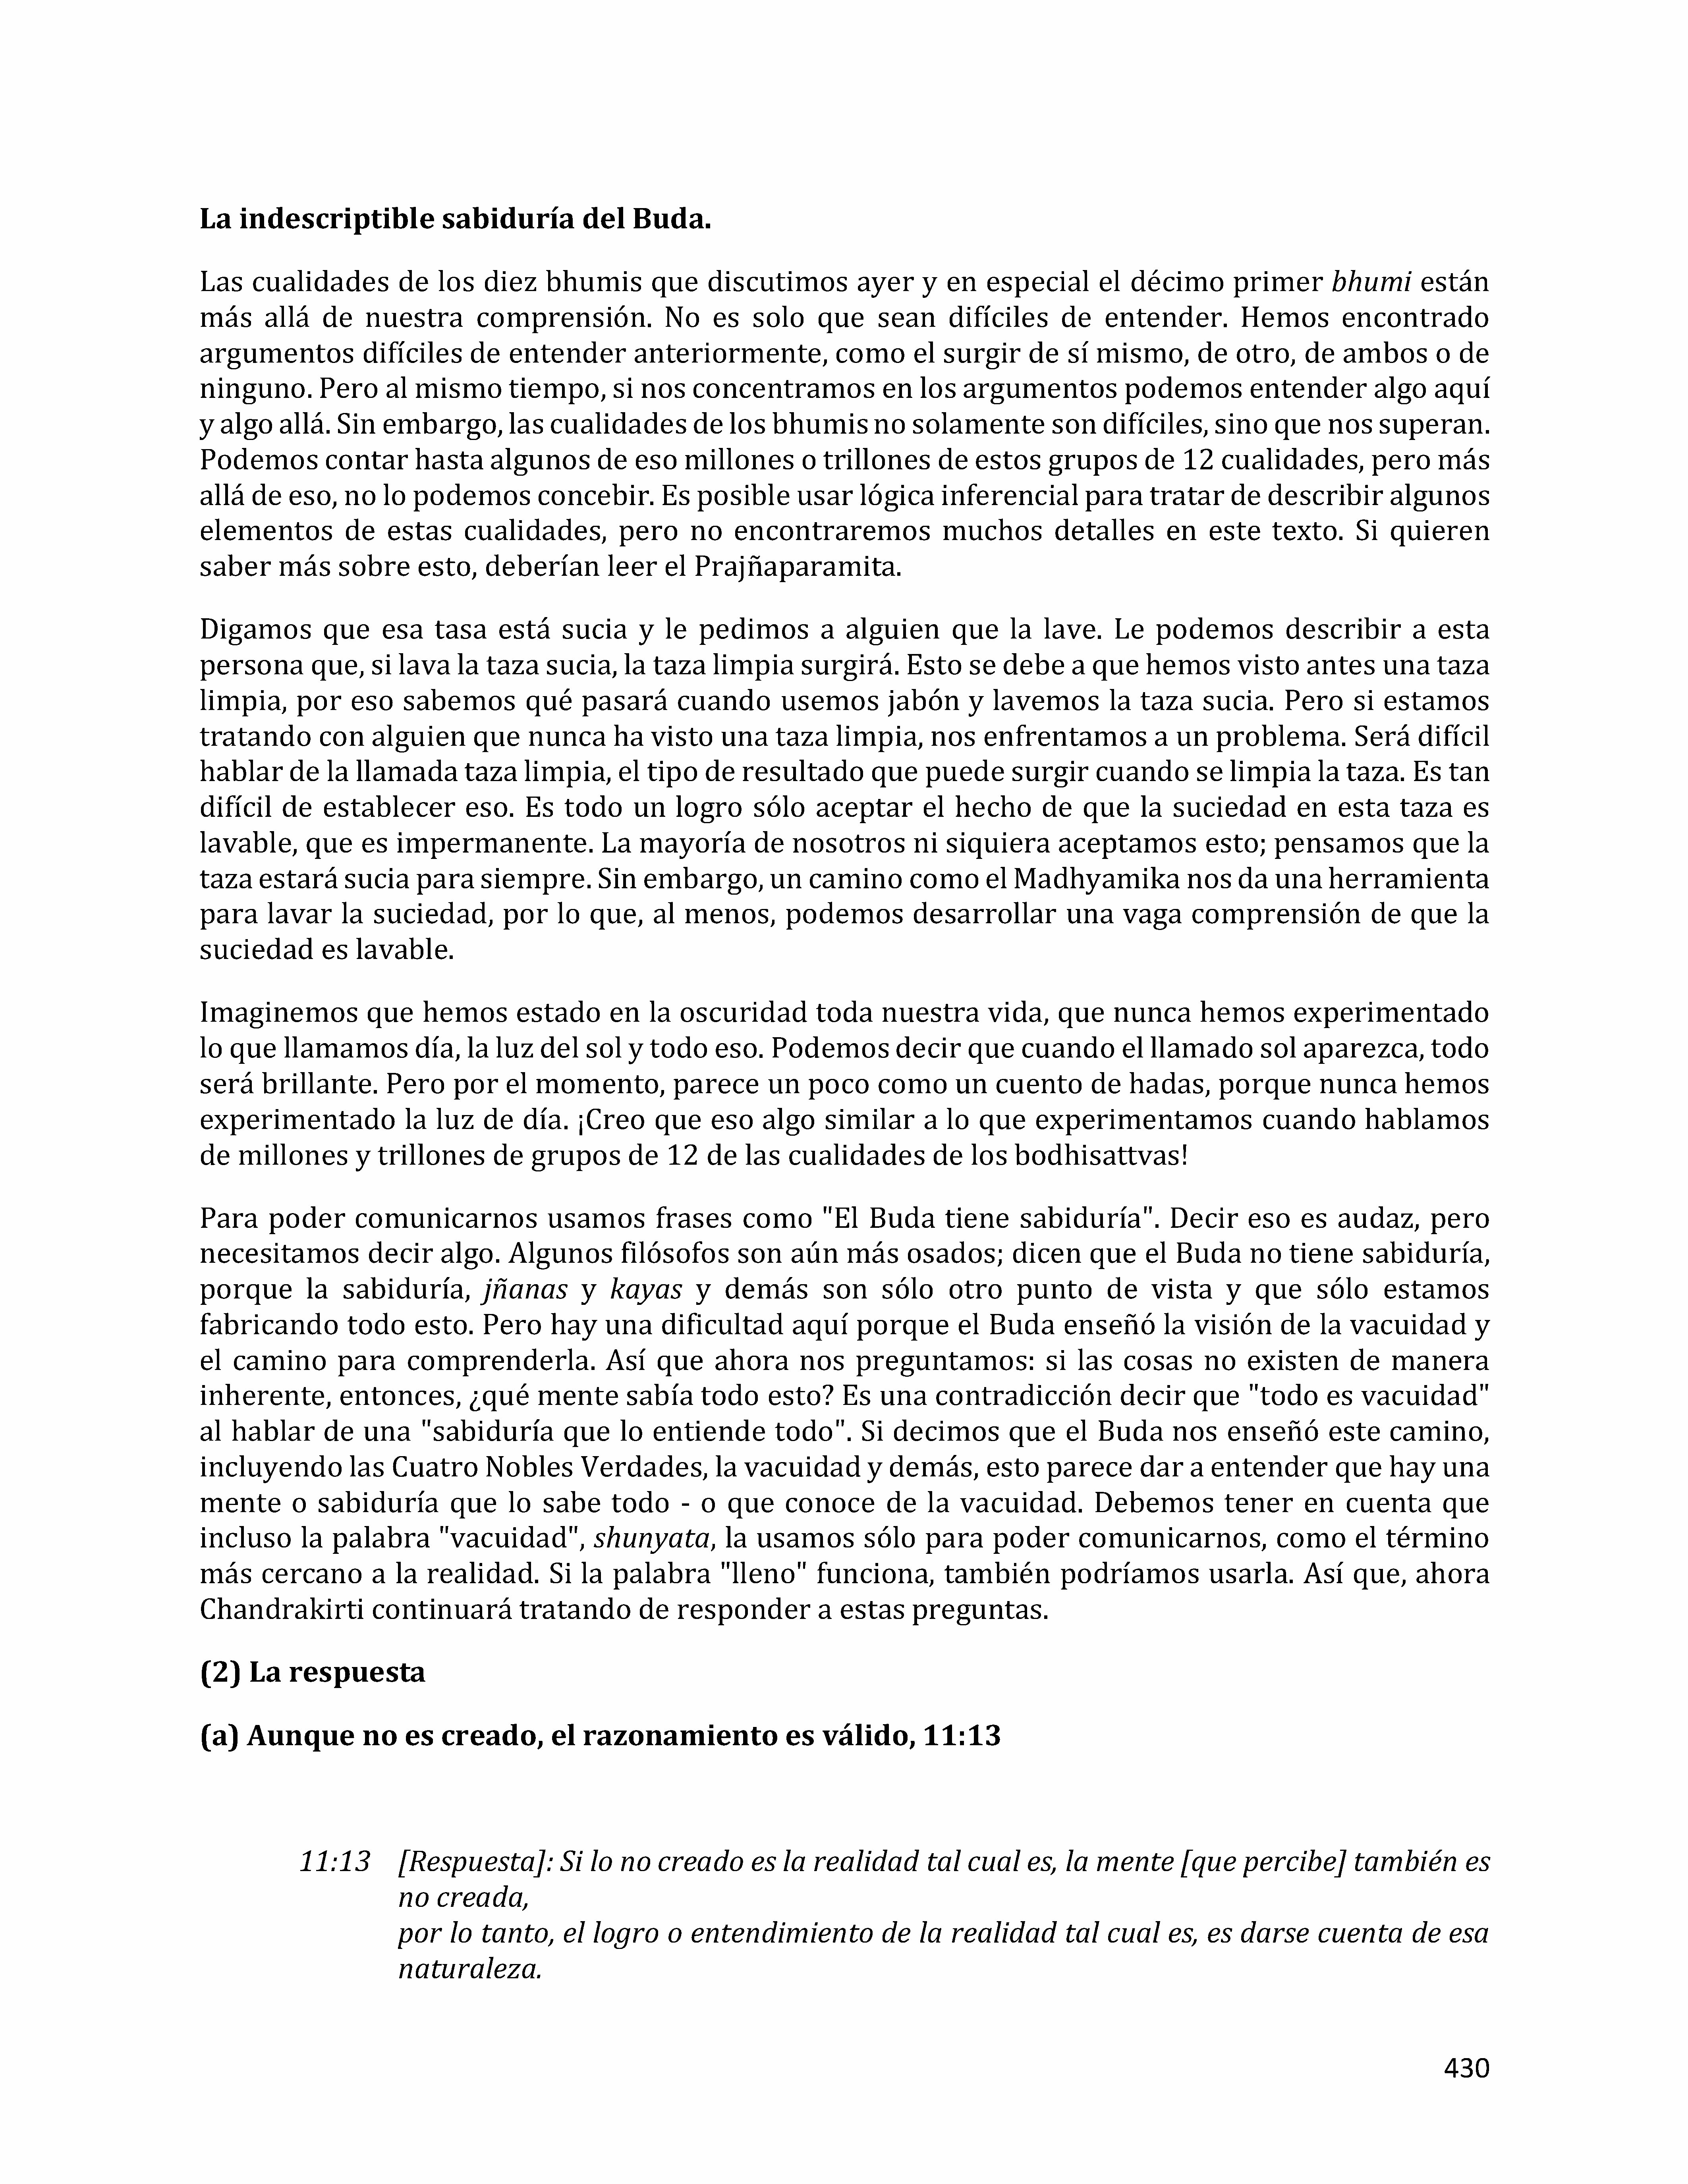 La indescriptible sabiduría del Buda.
Las cualidades de los diez bhumis que discutimos ayer y en especial el décimo primer bhumi están
más allá de nuestra comprensión. No es solo que sean difíciles de entender. Hemos encontrado
argumentos difíciles de entender anteriormente, como el surgir de sí mismo, de otro, de ambos o de
ninguno. Pero al mismo tiempo, si nos concentramos en los argumentos podemos entender algo aquí
y algo allá. Sin embargo, las cualidades de los bhumis no solamente son difíciles, sino que nos superan.
Podemos contar hasta algunos de eso millones o trillones de estos grupos de 12 cualidades, pero más
allá de eso, no lo podemos concebir. Es posible usar lógica inferencial para tratar de describir algunos
elementos de estas cualidades, pero no encontraremos muchos detalles en este texto. Si quieren
saber más sobre esto, deberían leer el Prajñaparamita.
Digamos que esa tasa está sucia y le pedimos a alguien que la lave. Le podemos describir a esta
persona que, si lava la taza sucia, la taza limpia surgirá. Esto se debe a que hemos visto antes una taza
limpia, por eso sabemos qué pasará cuando usemos jabón y lavemos la taza sucia. Pero si estamos
tratando con alguien que nunca ha visto una taza limpia, nos enfrentamos a un problema. Será difícil
hablar de la llamada taza limpia, el tipo de resultado que puede surgir cuando se limpia la taza. Es tan
difícil de establecer eso. Es todo un logro sólo aceptar el hecho de que la suciedad en esta taza es
lavable, que es impermanente. La mayoría de nosotros ni siquiera aceptamos esto; pensamos que la
taza estará sucia para siempre. Sin embargo, un camino como el Madhyamika nos da una herramienta
para lavar la suciedad, por lo que, al menos, podemos desarrollar una vaga comprensión de que la
suciedad es lavable.
Imaginemos que hemos estado en la oscuridad toda nuestra vida, que nunca hemos experimentado
lo que llamamos día, la luz del sol y todo eso. Podemos decir que cuando el llamado sol aparezca, todo
será brillante. Pero por el momento, parece un poco como un cuento de hadas, porque nunca hemos
experimentado la luz de día. ¡Creo que eso algo similar a lo que experimentamos cuando hablamos
de millones y trillones de grupos de 12 de las cualidades de los bodhisattvas!
Para poder comunicarnos usamos frases como "El Buda tiene sabiduría". Decir eso es audaz, pero
necesitamos decir algo. Algunos filósofos son aún más osados; dicen que el Buda no tiene sabiduría,
porque la sabiduría, jñanas y kayas y demás son sólo otro punto de vista y que sólo estamos
fabricando todo esto. Pero hay una dificultad aquí porque el Buda enseñó la visión de la vacuidad y
el camino para comprenderla. Así que ahora nos preguntamos: si las cosas no existen de manera
inherente, entonces, ¿qué mente sabía todo esto? Es una contradicción decir que "todo es vacuidad"
al hablar de una "sabiduría que lo entiende todo". Si decimos que el Buda nos enseñó este camino,
incluyendo las Cuatro Nobles Verdades, la vacuidad y demás, esto parece dar a entender que hay una
mente o sabiduría que lo sabe todo - o que conoce de la vacuidad. Debemos tener en cuenta que
incluso la palabra "vacuidad", shunyata, la usamos sólo para poder comunicarnos, como el término
más cercano a la realidad. Si la palabra "lleno" funciona, también podríamos usarla. Así que, ahora
Chandrakirti continuará tratando de responder a estas preguntas.
(2) La respuesta
(a) Aunque no es creado, el razonamiento es válido, 11:13
11:13 [Respuesta]: Si lo no creado es la realidad tal cual es, la mente [que percibe] también es
no creada,
por lo tanto, el logro o entendimiento de la realidad tal cual es, es darse cuenta de esa
naturaleza.
430